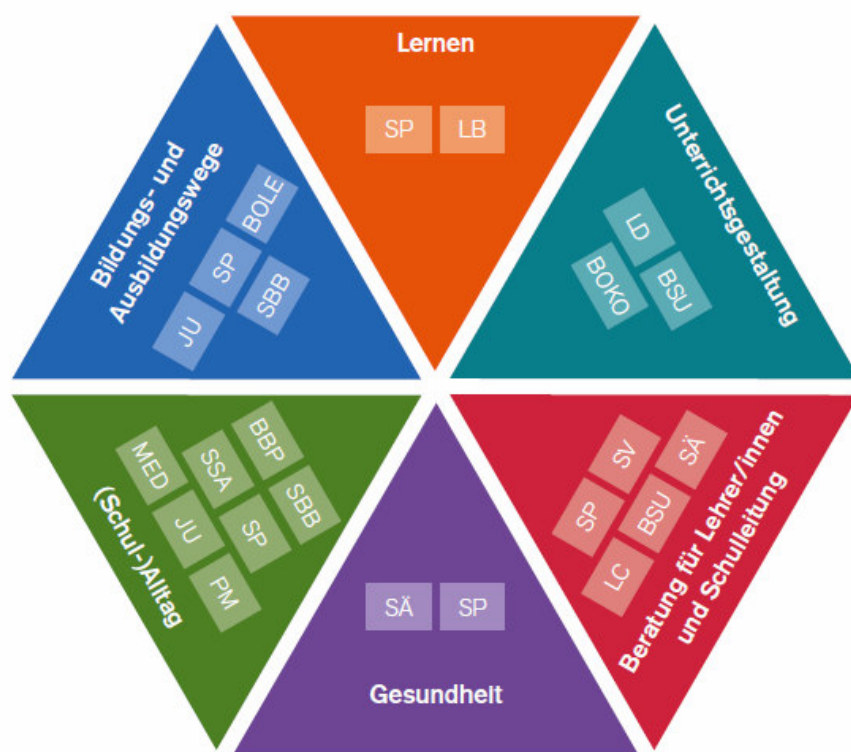 Lernen
SP LB
Unterrichtsgestaltung
LD
BOKO BSU
Beratung für Lehrer/innen
und Schulleitung
SV SÄ
SP BSU
LC
Gesundheit
SÄ SP
(Schul-)Alltag
MED SSA BBP
JU SP SBB
PM
Bildungs- und
Ausbildungswege
BOLE
SP SBB
JU